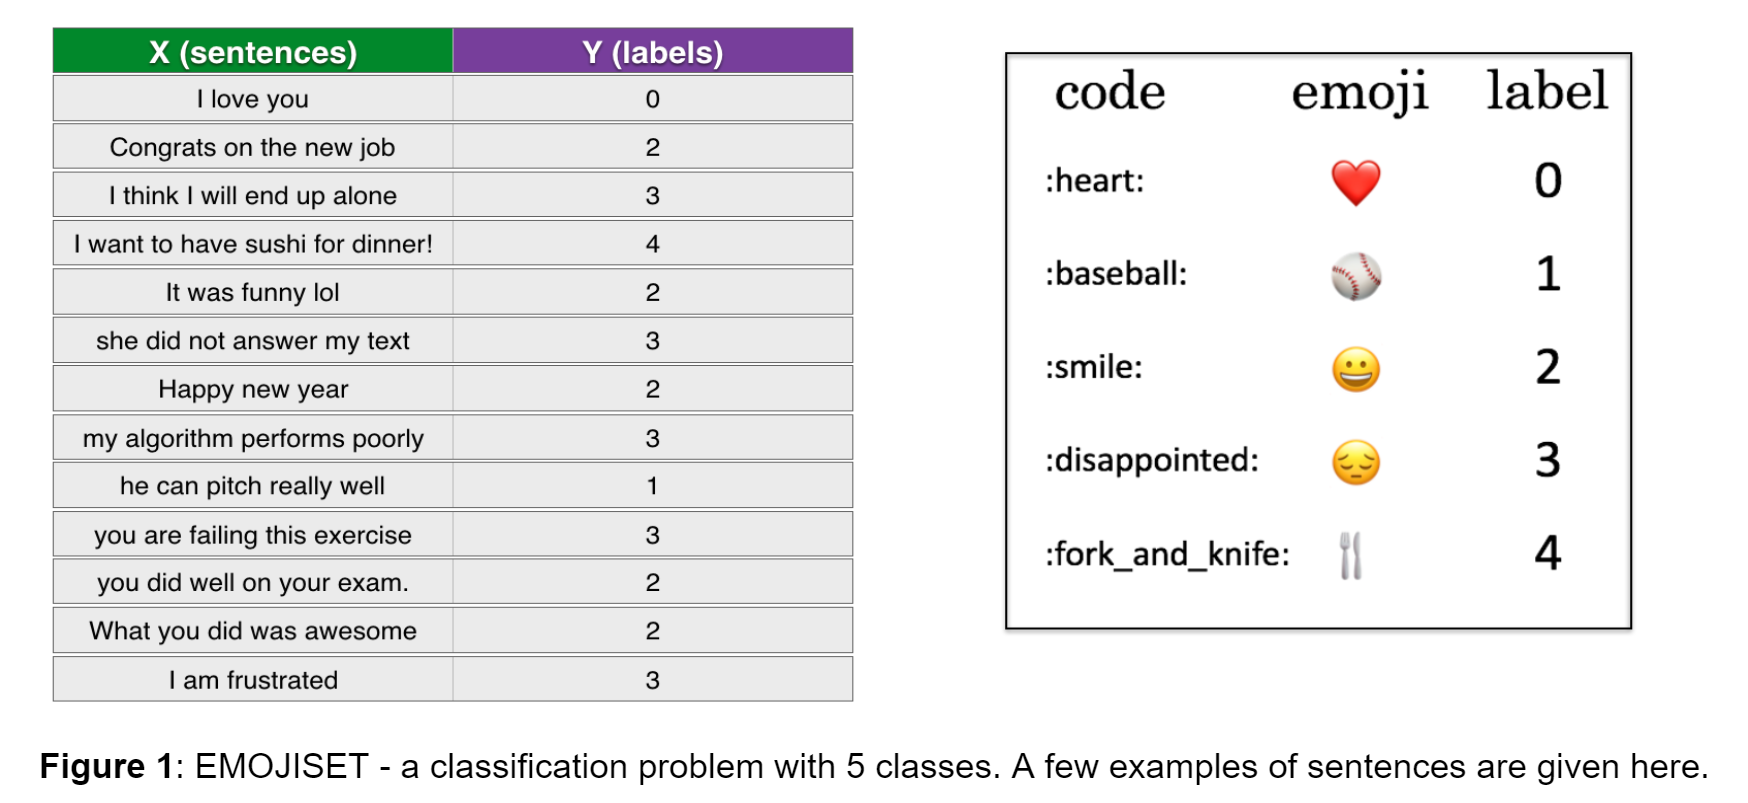 X (sentences) Y (labels)
I love you 0
Congrats on the new job 2
I think I will end up alone 3
I want to have sushi for dinner! 4
It was funny lol 2
she did not answer my text 3
Happy new year 2
my algorithm performs poorly 3
he can pitch really well 1
you are failing this exercise 3
you did well on your exam. 2
What you did was awesome 2
I am frustrated 3
code emoji label
:heart: ❤️ 0
:baseball: ⚾ 1
:smile: 😀 2
:disappointed: 😔 3
:fork_and_knife: 🍴 4
Figure 1: EMOJISET - a classification problem with 5 classes. A few examples of sentences are given here.